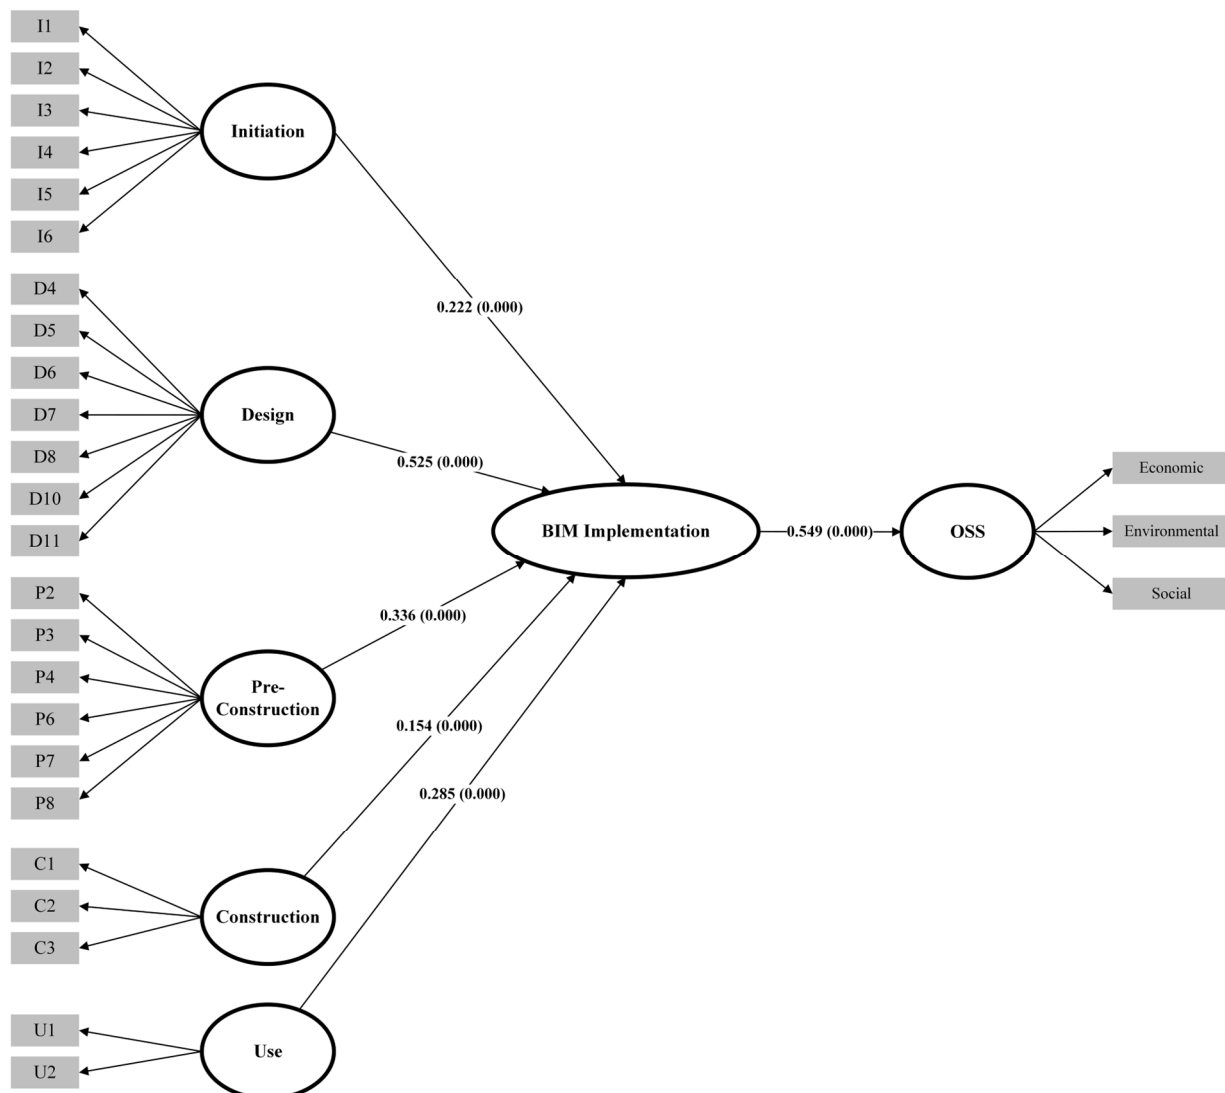 I1
I2
I3
I4
I5
I6
Initiation
0.222 (0.000)
D4
D5
D6
D7
D8
D10
D11
Design
0.525 (0.000)
BIM Implementation
0.549 (0.000)
OSS
Economic
Environmental
Social
P2
P3
P4
P6
P7
P8
Pre-
Construction
0.336 (0.000)
0.154 (0.000)
0.285 (0.000)
C1
C2
C3
Construction
U1
U2
Use